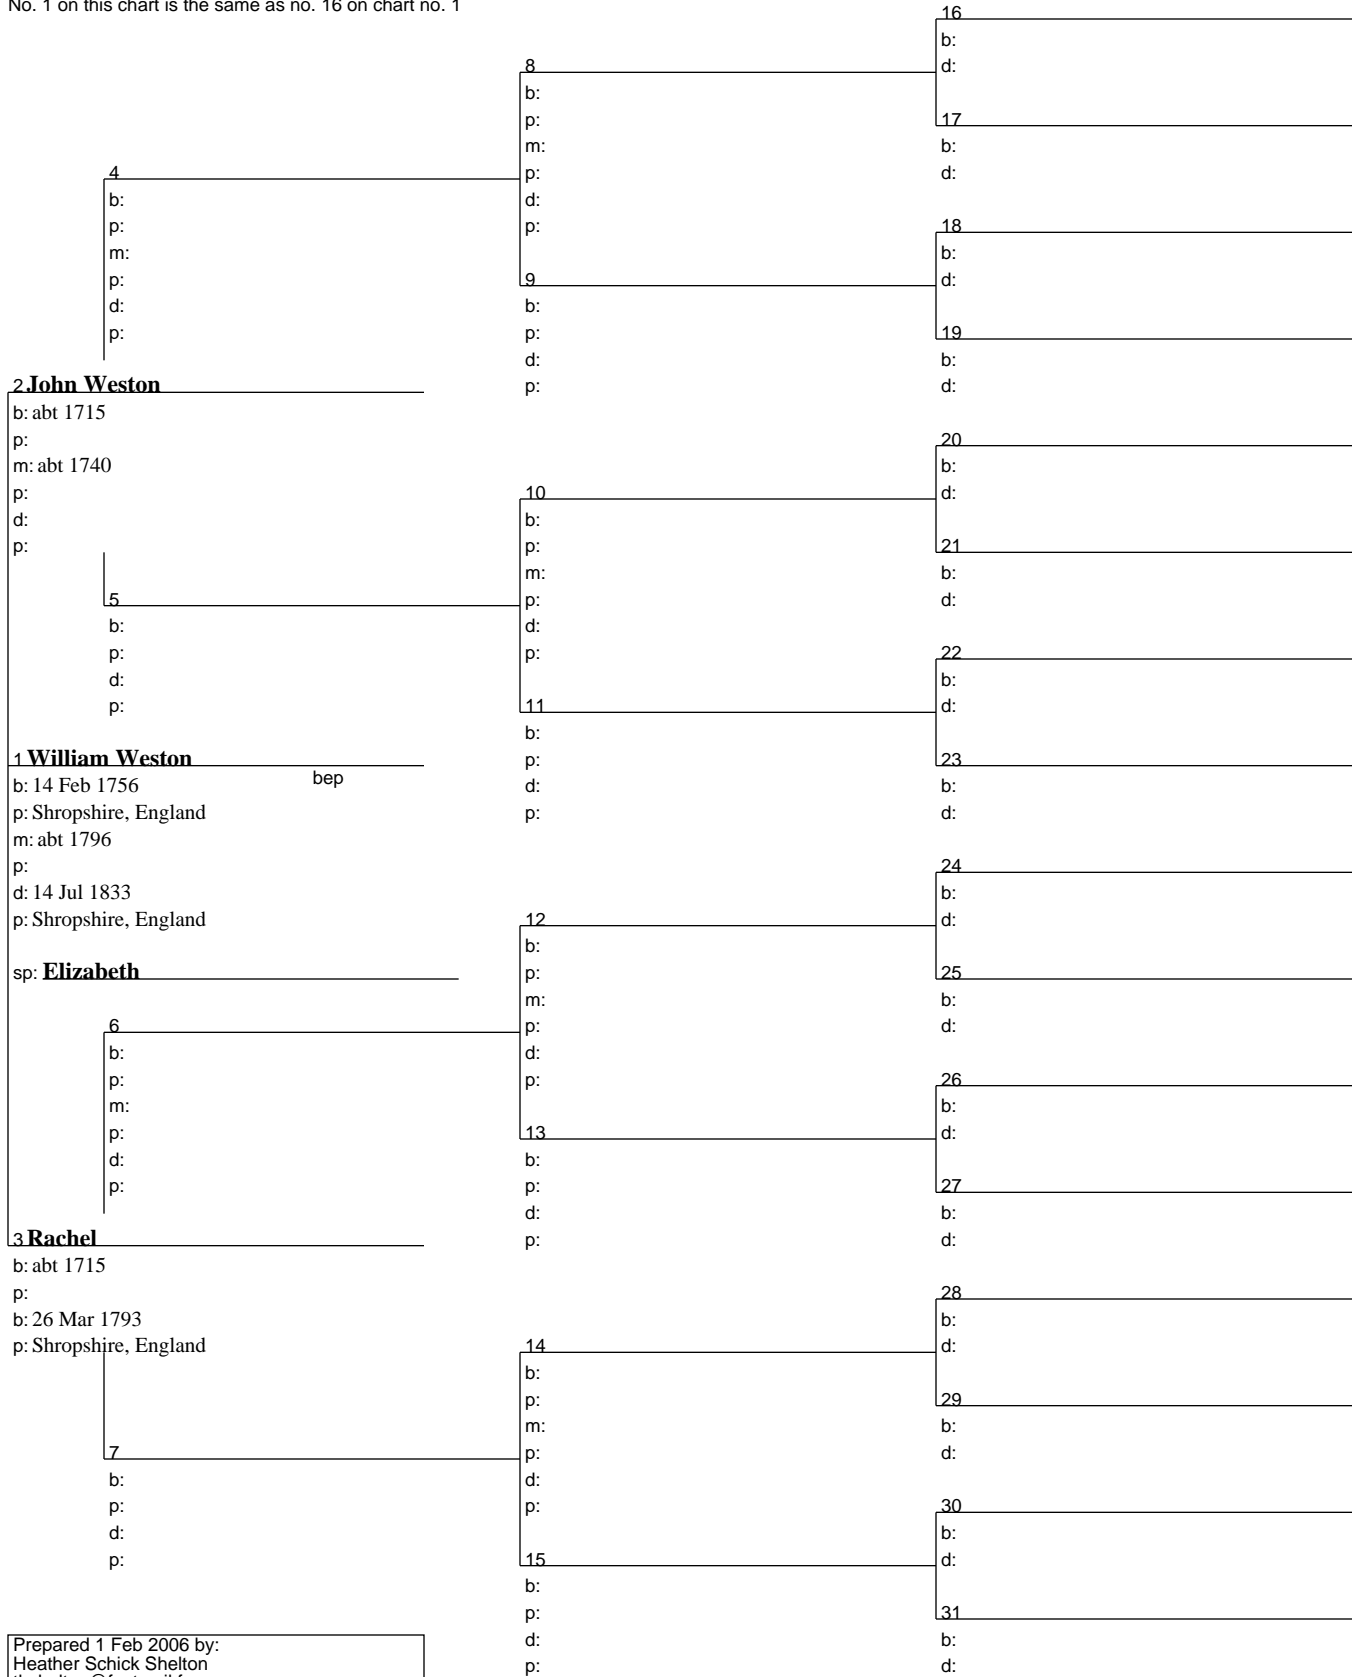 No. 1 on this chart is the same as no. 16 on chart no. 1
16
b:
d:
8
b:
p:
m:
p:
d:
p:
17
b:
d:
4
b:
p:
m:
p:
d:
p:
18
b:
d:
9
b:
p:
d:
p:
19
b:
d:
2 John Weston
b: abt 1715
p:
m: abt 1740
p:
d:
p:
20
b:
d:
10
b:
p:
m:
p:
d:
p:
21
b:
d:
5
b:
p:
d:
p:
22
b:
d:
11
b:
p:
d:
p:
23
b:
d:
1 William Weston
bep
b: 14 Feb 1756
p: Shropshire, England
m: abt 1796
p:
d: 14 Jul 1833
p: Shropshire, England
sp: Elizabeth
24
b:
d:
12
b:
p:
m:
p:
d:
p:
25
b:
d:
6
b:
p:
m:
p:
d:
p:
26
b:
d:
13
b:
p:
d:
p:
27
b:
d:
3 Rachel
b: abt 1715
p:
b: 26 Mar 1793
p: Shropshire, England
28
b:
d:
14
b:
p:
m:
p:
d:
p:
29
b:
d:
7
b:
p:
d:
p:
30
b:
d:
15
b:
p:
d:
p:
31
b:
d:
Prepared 1 Feb 2006 by:
Heather Schick Shelton